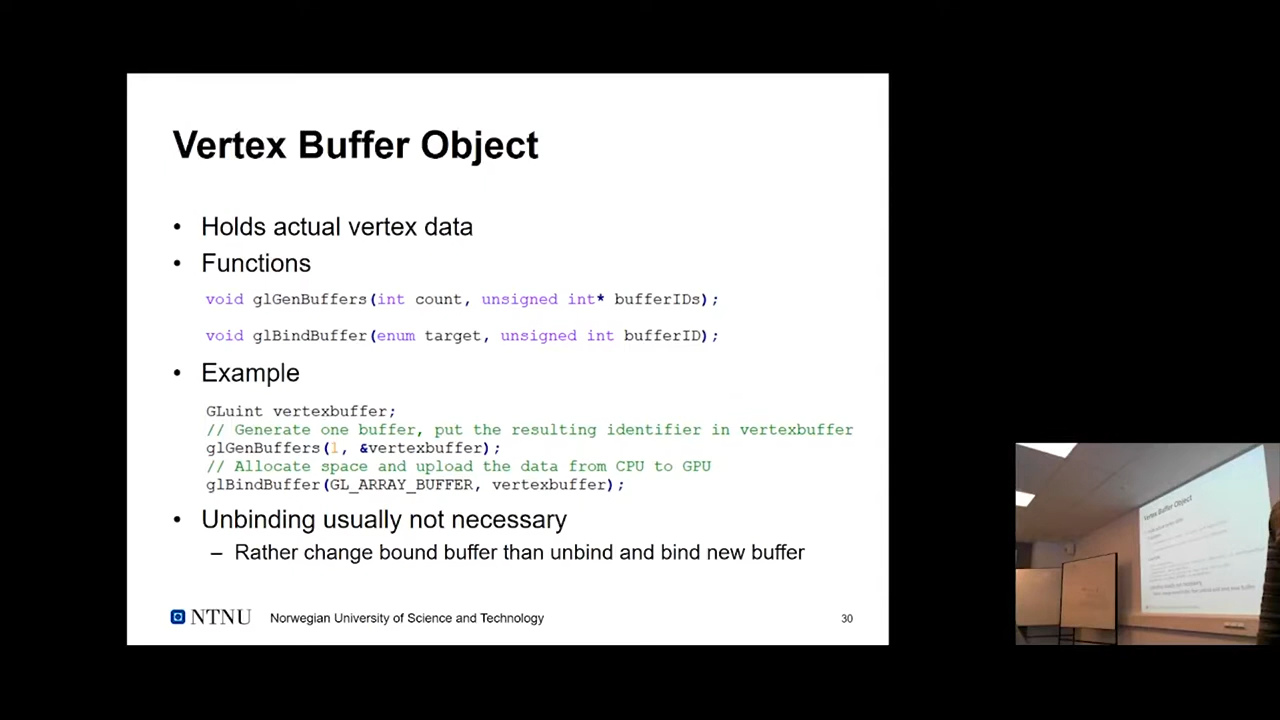 Vertex Buffer Object
• Holds actual vertex data
• Functions
void glGenBuffers(int count, unsigned int* bufferIDs);
void glBindBuffer(enum target, unsigned int bufferID);
• Example
GLuint vertexbuffer;
// Generate one buffer, put the resulting identifier in vertexbuffer
glGenBuffers(1, &vertexbuffer);
// Allocate space and upload the data from CPU to GPU
glBindBuffer(GL_ARRAY_BUFFER, vertexbuffer);
• Unbinding usually not necessary
– Rather change bound buffer than unbind and bind new buffer
NTNU Norwegian University of Science and Technology 30
Vertex Buffer Object